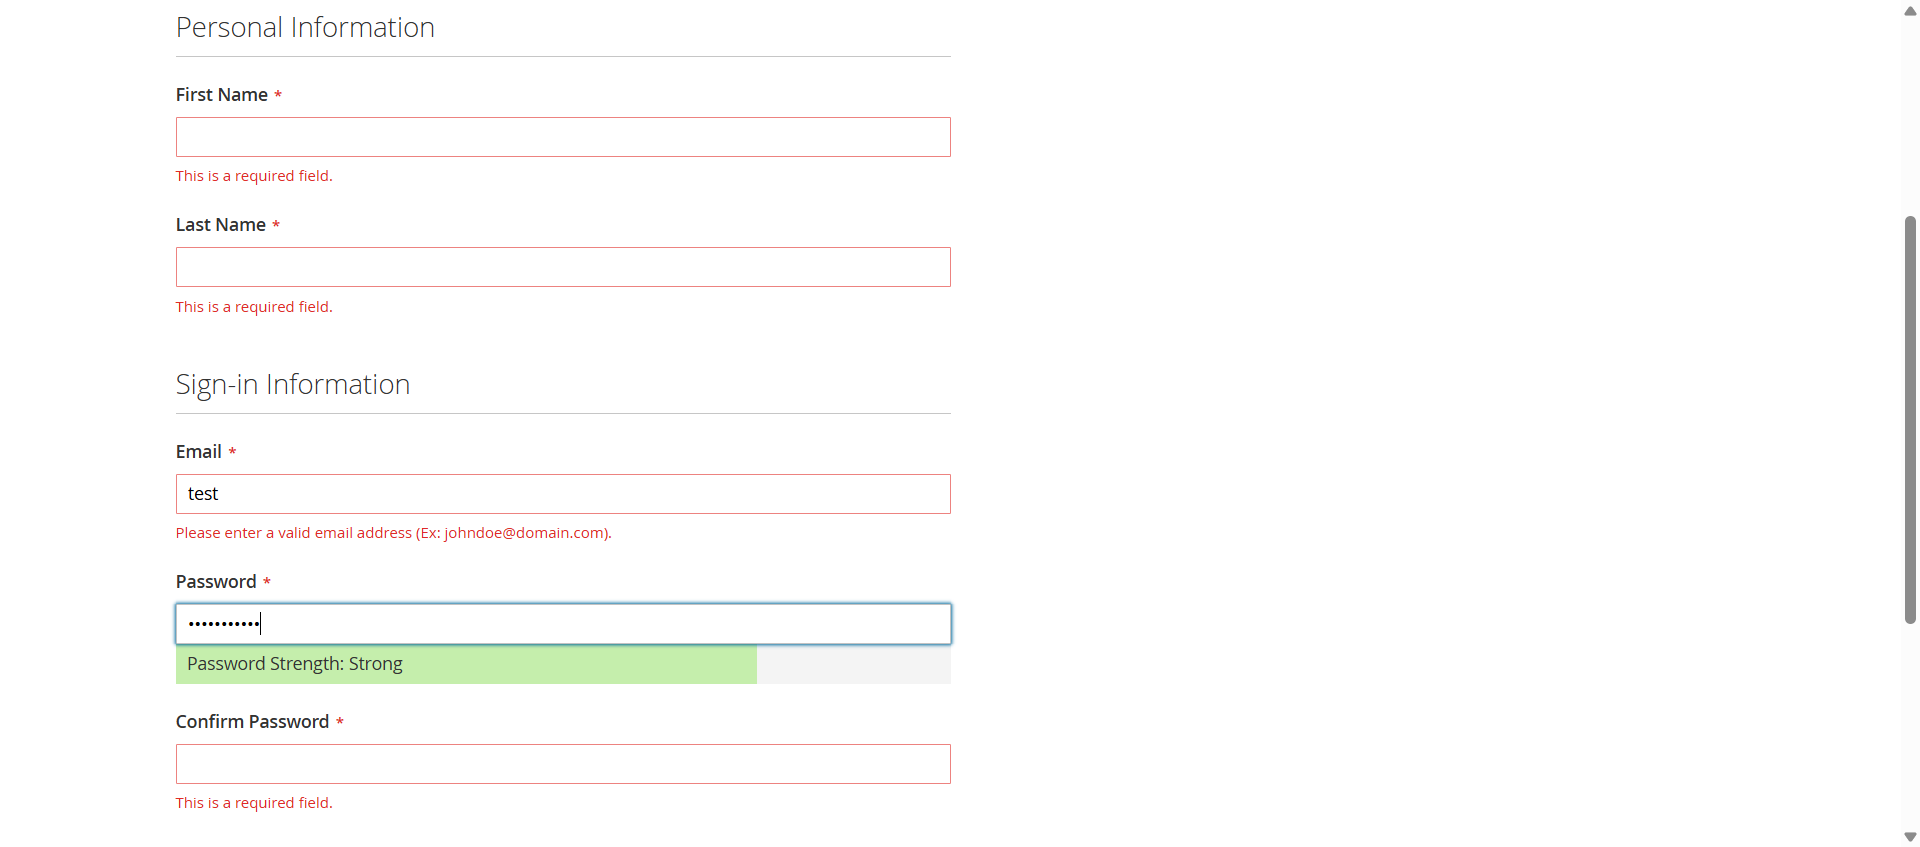 Personal Information
First Name *
This is a required field.
Last Name *
This is a required field.
Sign-in Information
Email *
test
Please enter a valid email address (Ex: johndoe@domain.com).
Password *
•••••••••••
Password Strength: Strong
Confirm Password *
This is a required field.